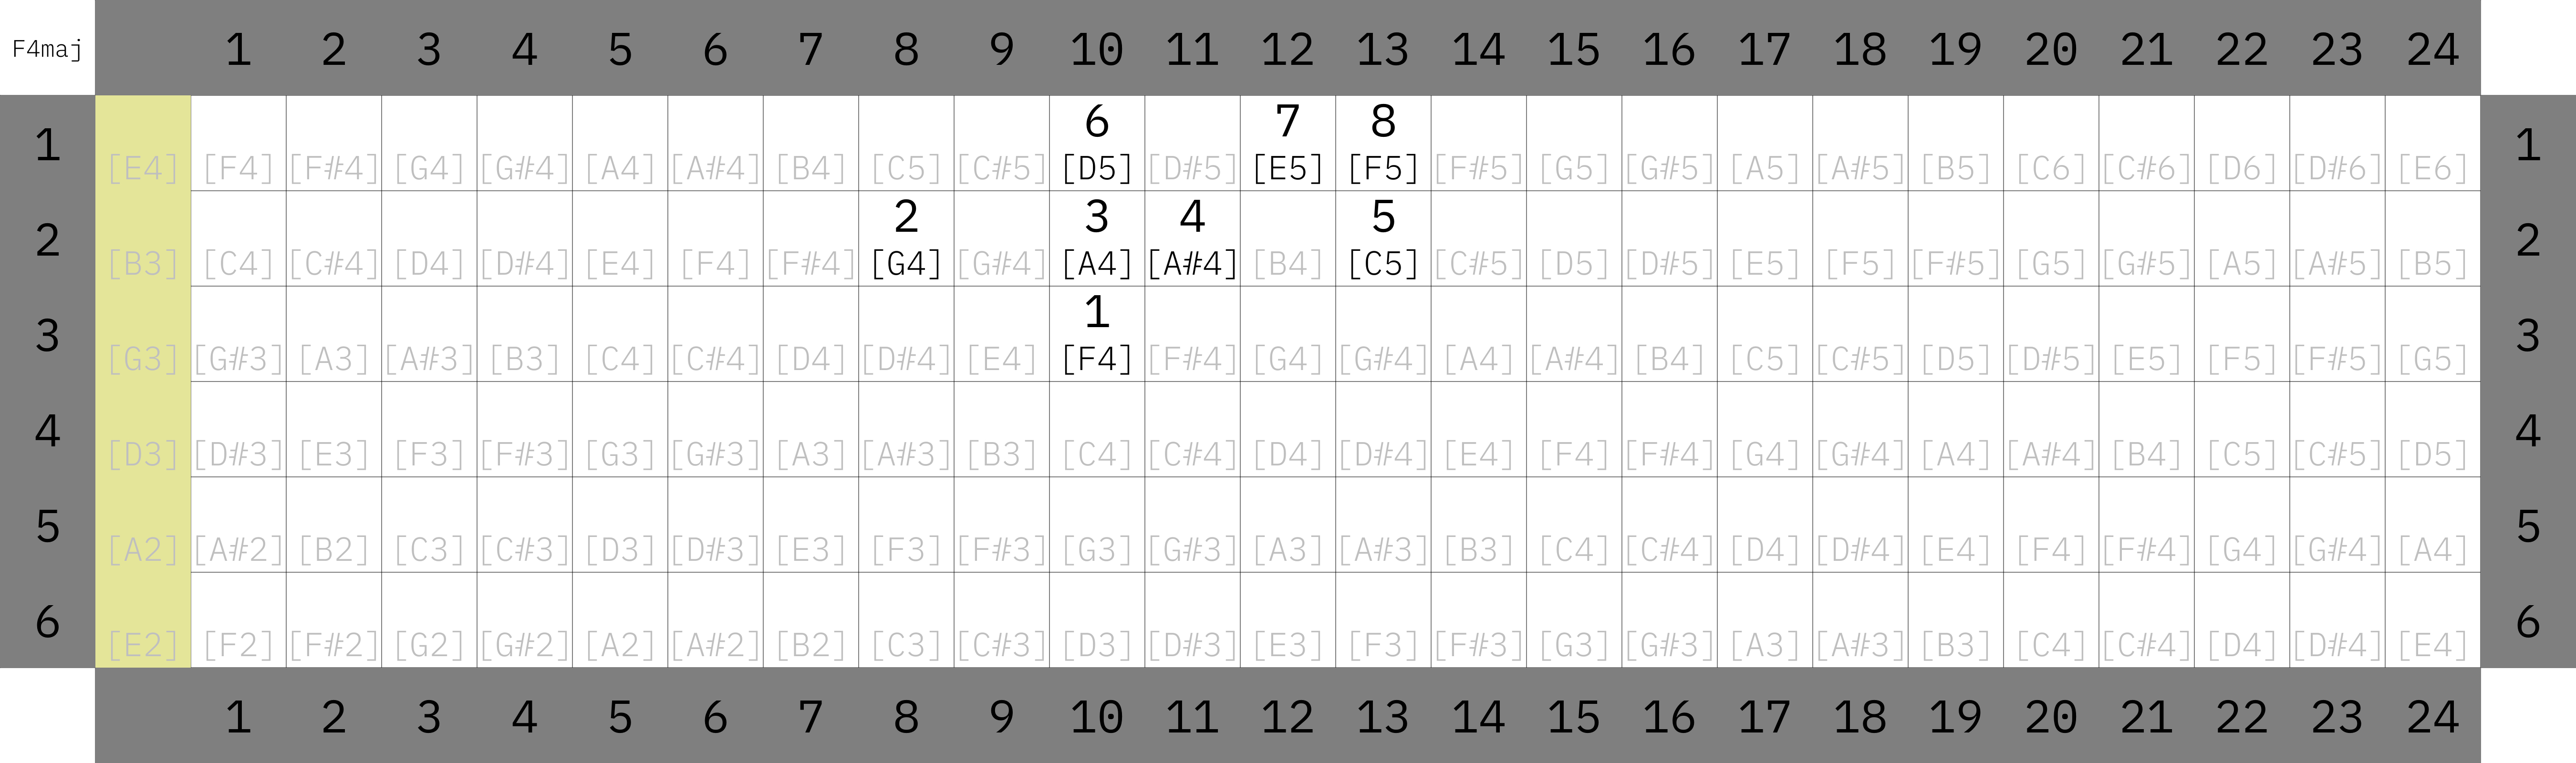 F4maj 1 2 3 4 5 6 7 8 9 10 11 12 13 14 15 16 17 18 19 20 21 22 23 24
6 7 8
1 [E4] [F4] [F#4] [G4] [G#4] [A4] [A#4] [B4] [C5] [C#5] [D5] [D#5] [E5] [F5] [F#5] [G5] [G#5] [A5] [A#5] [B5] [C6] [C#6] [D6] [D#6] [E6] 1
2 3 4 5
2 [B3] [C4] [C#4] [D4] [D#4] [E4] [F4] [F#4] [G4] [G#4] [A4] [A#4] [B4] [C5] [C#5] [D5] [D#5] [E5] [F5] [F#5] [G5] [G#5] [A5] [A#5] [B5] 2
1
3 [G3] [G#3] [A3] [A#3] [B3] [C4] [C#4] [D4] [D#4] [E4] [F4] [F#4] [G4] [G#4] [A4] [A#4] [B4] [C5] [C#5] [D5] [D#5] [E5] [F5] [F#5] [G5] 3
4 [D3] [D#3] [E3] [F3] [F#3] [G3] [G#3] [A3] [A#3] [B3] [C4] [C#4] [D4] [D#4] [E4] [F4] [F#4] [G4] [G#4] [A4] [A#4] [B4] [C5] [C#5] [D5] 4
5 [A2] [A#2] [B2] [C3] [C#3] [D3] [D#3] [E3] [F3] [F#3] [G3] [G#3] [A3] [A#3] [B3] [C4] [C#4] [D4] [D#4] [E4] [F4] [F#4] [G4] [G#4] [A4] 5
6 [E2] [F2] [F#2] [G2] [G#2] [A2] [A#2] [B2] [C3] [C#3] [D3] [D#3] [E3] [F3] [F#3] [G3] [G#3] [A3] [A#3] [B3] [C4] [C#4] [D4] [D#4] [E4] 6
1 2 3 4 5 6 7 8 9 10 11 12 13 14 15 16 17 18 19 20 21 22 23 24